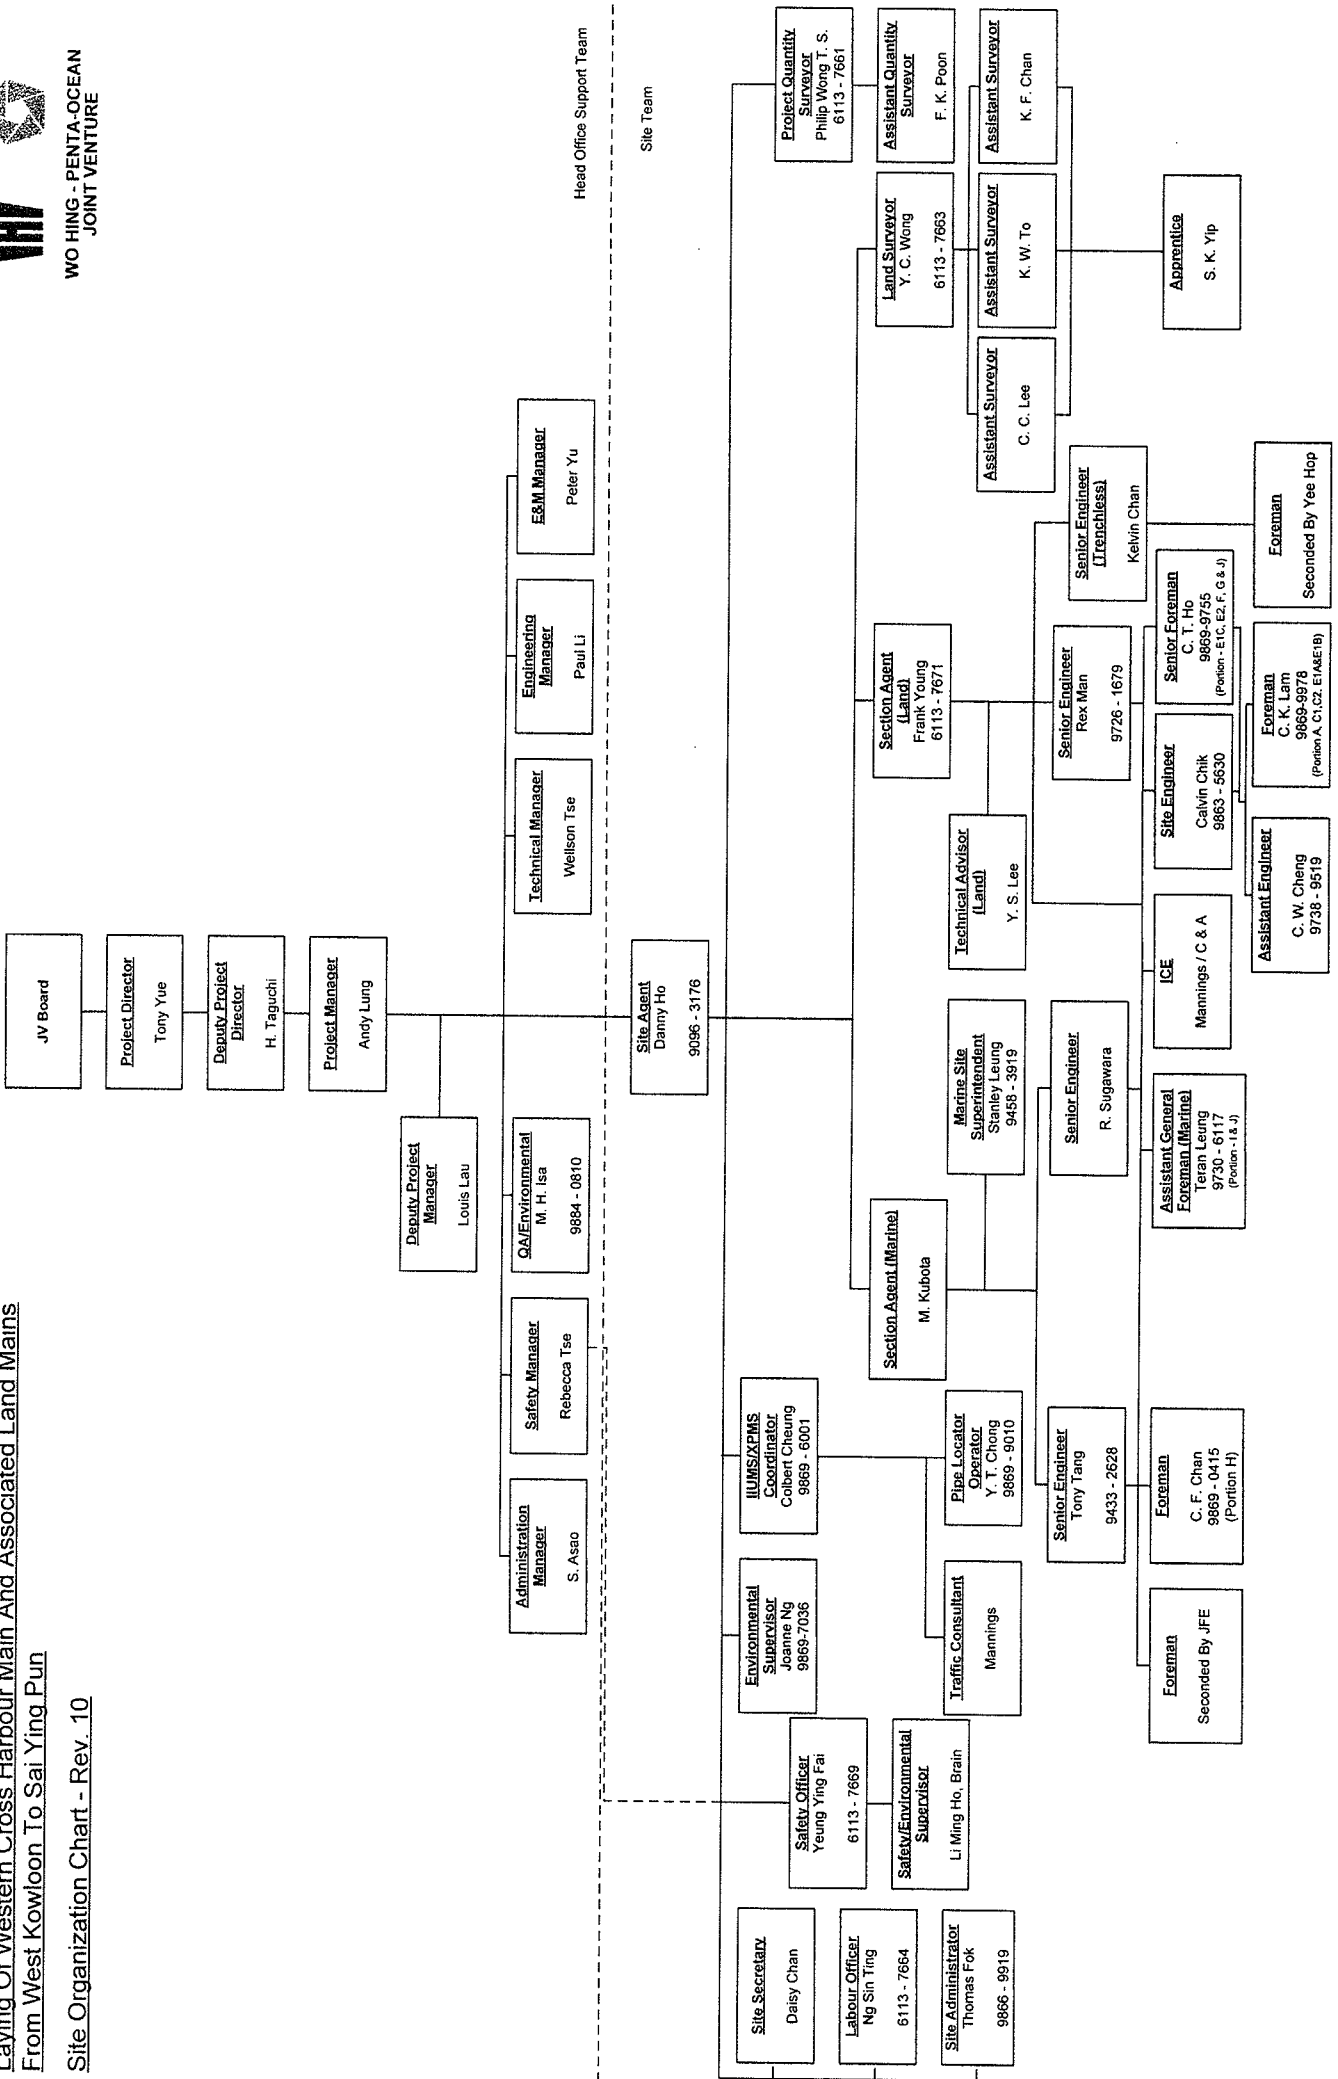 Laying Of Western Cross Harbour Main And Associated Land Mains
From West Kowloon To Sai Ying Pun
Site Organization Chart - Rev. 10
WO HING - PENTA-OCEAN
JOINT VENTURE
JV Board
Project Director
Tony Yue
Deputy Project
Director
H. Taguchi
Project Manager
Andy Lung
Deputy Project
Manager
Louis Lau
Administration
Manager
S. Asao
Safety Manager
Rebecca Tse
QA/Environmental
M. H. Isa
9884 - 0810
Technical Manager
Wellson Tse
Engineering
Manager
Paul Li
E&M Manager
Peter Yu
Head Office Support Team
Site Team
Site Agent
Danny Ho
9096 - 3176
Site Secretary
Daisy Chan
Labour Officer
Ng Sin Ting
6113 - 7664
Site Administrator
Thomas Fok
9866 - 9919
Safety Officer
Yeung Ying Fai
6113 - 7669
Safety/Environmental
Supervisor
Li Ming Ho, Brain
Environmental
Supervisor
Joanne Ng
9869-7036
IIUMS/XPMS
Coordinator
Colbert Cheung
9869 - 6001
Traffic Consultant
Mannings
Pipe Locator
Operator
Y. T. Chong
9869 - 9010
Section Agent (Marine)
M. Kubota
Marine Site
Superintendent
Stanley Leung
9458 - 3919
Senior Engineer
Tony Tang
9433 - 2628
Senior Engineer
R. Sugawara
Foreman
Seconded By JFE
Foreman
C. F. Chan
9869 - 0415
(Portion H)
Assistant General
Foreman (Marine)
Teran Leung
9730 - 6117
(Portion - I & J)
ICE
Mannings / C & A
Section Agent
(Land)
Frank Young
6113 - 7671
Technical Advisor
(Land)
Y. S. Lee
Senior Engineer
Rex Man
9726 - 1679
Senior Engineer
(Trenchless)
Kelvin Chan
Site Engineer
Calvin Chik
9863 - 5630
Senior Foreman
C. T. Ho
9869-9755
(Portion - E1C, E2, F, G & J)
Assistant Engineer
C. W. Cheng
9738 - 9519
Foreman
C. K. Lam
9869-9978
(Portion A, C1,C2, E1A&E1B)
Foreman
Seconded By Yee Hop
Land Surveyor
Y. C. Wong
6113 - 7663
Assistant Surveyor
C. C. Lee
Assistant Surveyor
K. W. To
Assistant Surveyor
K. F. Chan
Apprentice
S. K. Yip
Project Quantity
Surveyor
Philip Wong T. S.
6113 - 7661
Assistant Quantity
Surveyor
F. K. Poon